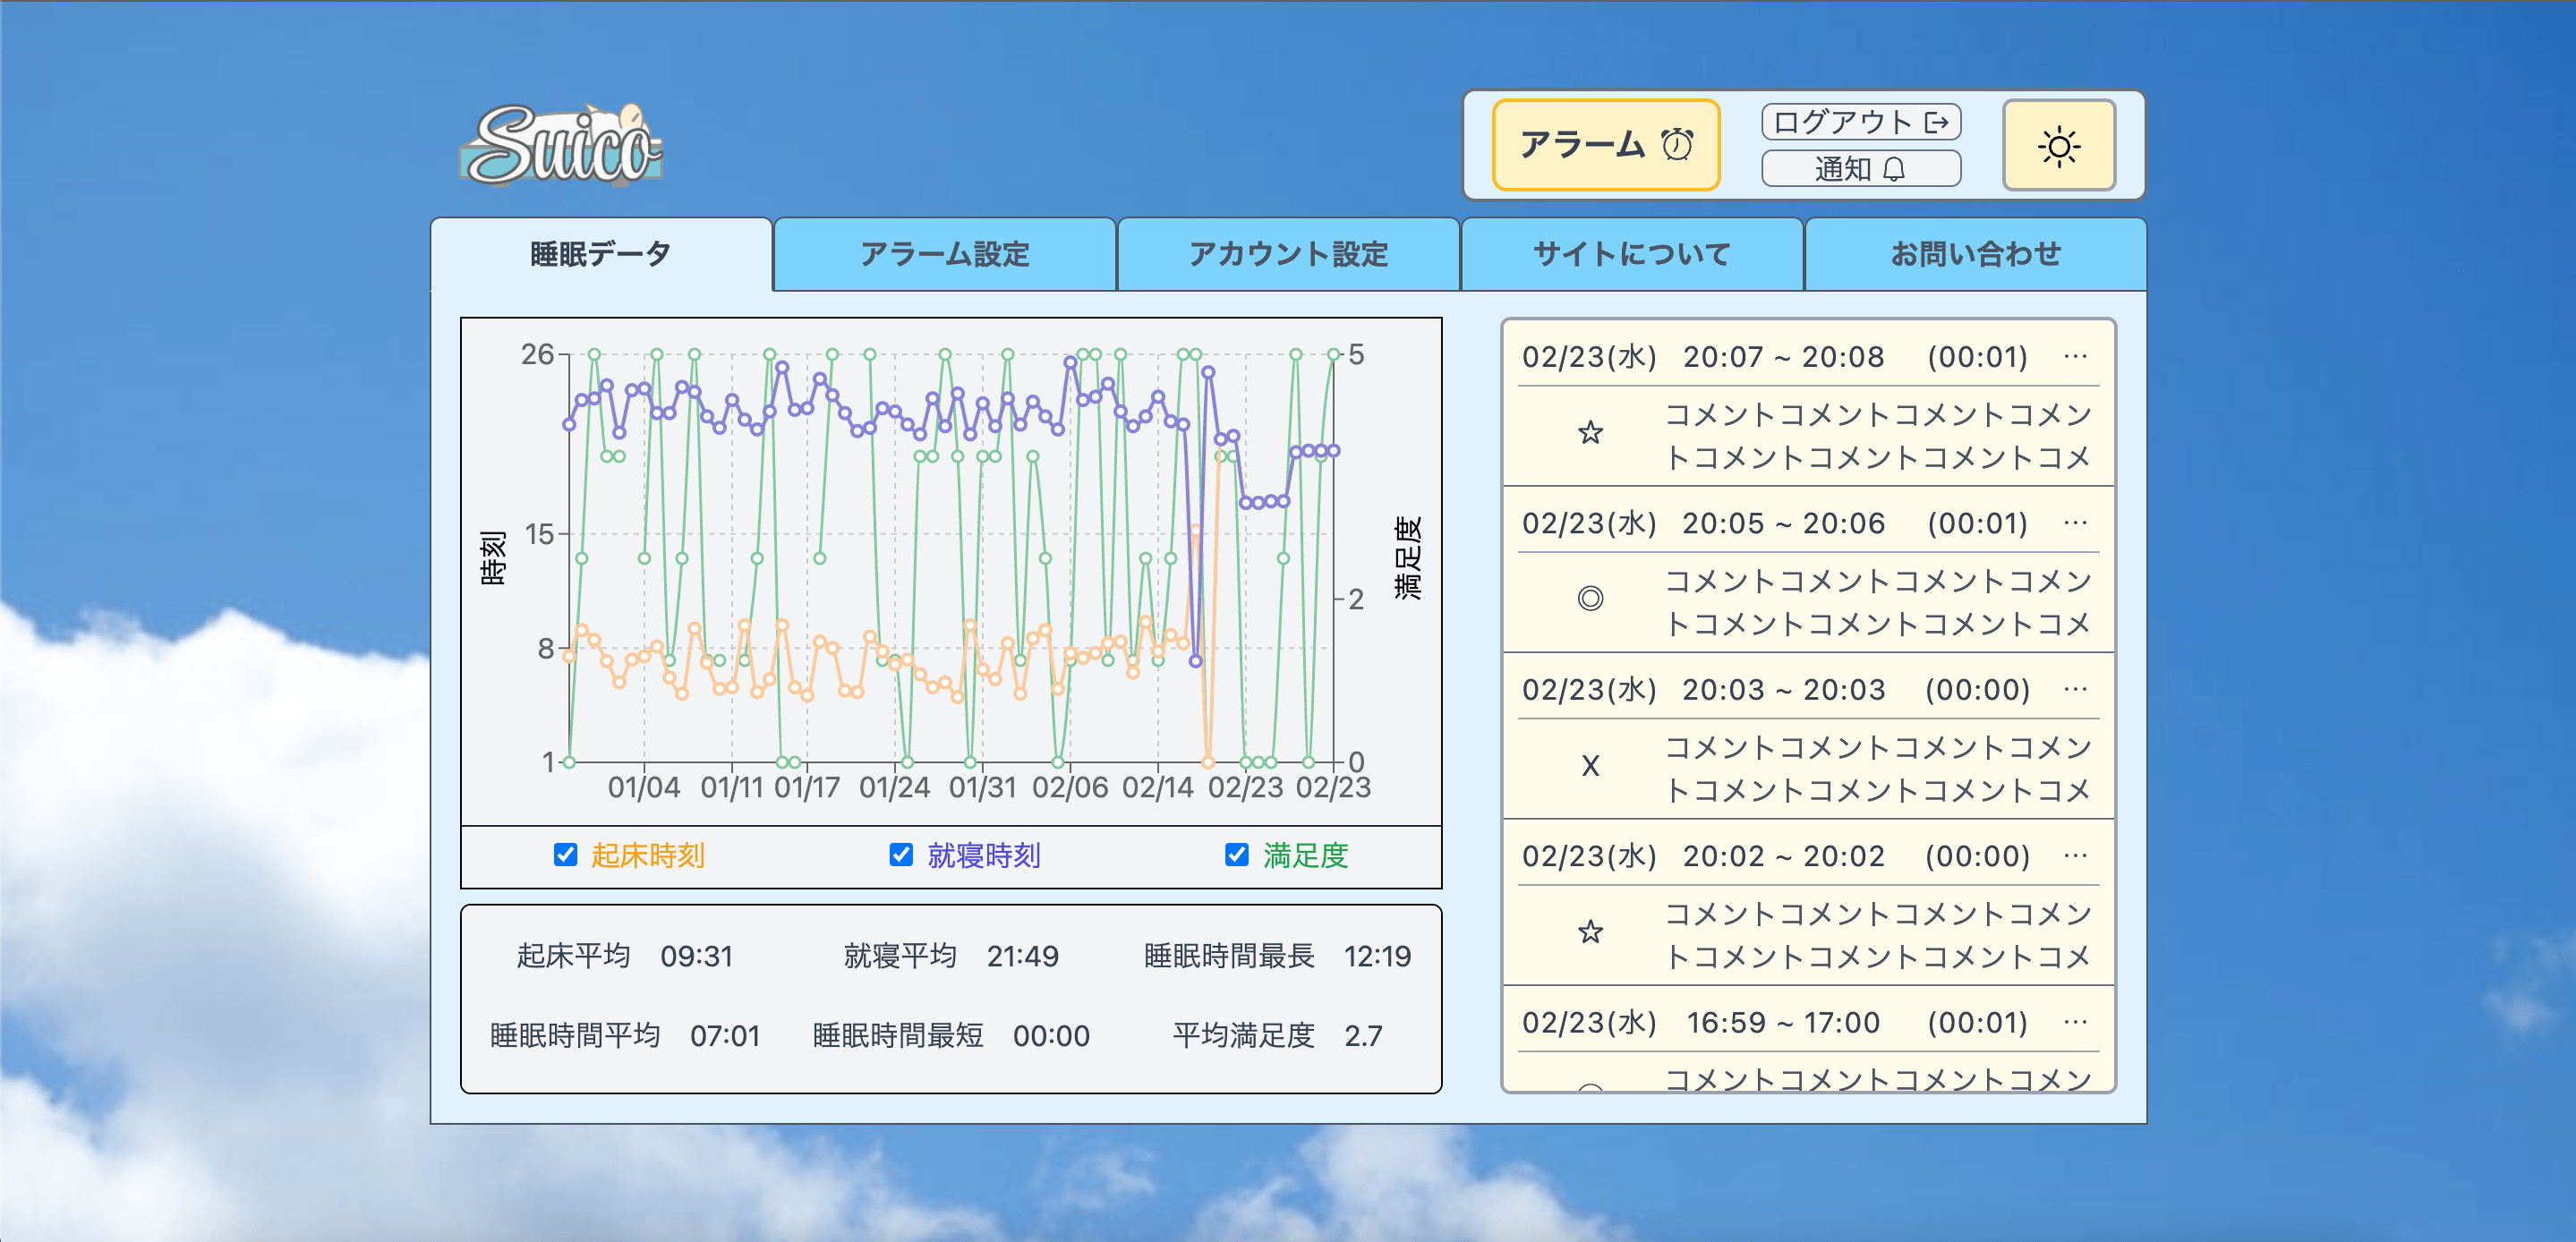 Suico
アラーム
ログアウト
通知
睡眠データ
アラーム設定
アカウント設定
サイトについて
お問い合わせ
26
15
8
1
時刻
5
2
0
満足度
01/04 01/11 01/17 01/24 01/31 02/06 02/14 02/23 02/23
起床時刻
就寝時刻
満足度
起床平均 09:31
就寝平均 21:49
睡眠時間最長 12:19
睡眠時間平均 07:01
睡眠時間最短 00:00
平均満足度 2.7
02/23(水) 20:07 ~ 20:08 (00:01) ···
☆
コメントコメントコメントコメン
トコメントコメントコメントコメ
02/23(水) 20:05 ~ 20:06 (00:01) ···
◎
コメントコメントコメントコメン
トコメントコメントコメントコメ
02/23(水) 20:03 ~ 20:03 (00:00) ···
X
コメントコメントコメントコメン
トコメントコメントコメントコメ
02/23(水) 20:02 ~ 20:02 (00:00) ···
☆
コメントコメントコメントコメン
トコメントコメントコメントコメ
02/23(水) 16:59 ~ 17:00 (00:01) ···
コメントコメントコメントコメン